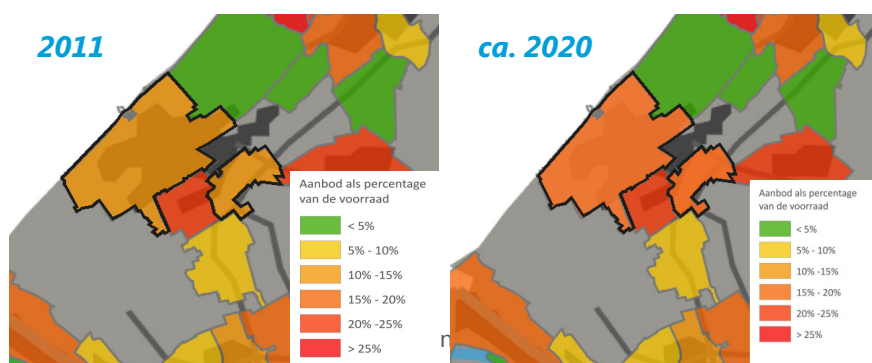 2011
Aanbod als percentage
van de voorraad
< 5%
5% - 10%
10% -15%
15% - 20%
20% -25%
> 25%
ca. 2020
Aanbod als percentage
van de voorraad
< 5%
5% - 10%
10% -15%
15% - 20%
20% -25%
> 25%